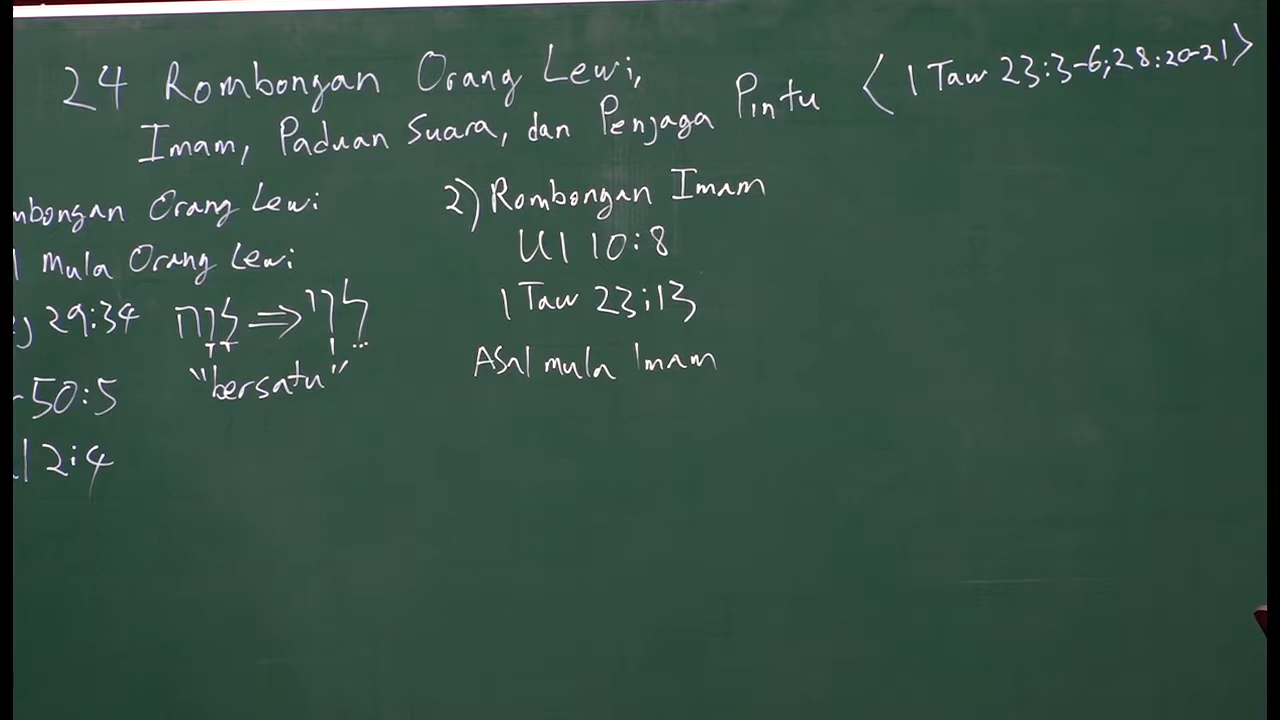 24 Rombongan Orang Lewi,
Imam, Paduan Suara, dan Penjaga Pintu <1 Taw 23:3-6; 28:20-21>
mbongan Orang Lewi
l mula Orang Lewi
29:34 לוה ⇒ לוי
"bersatu"
-50:5
2:4
2) Rombongan Imam
Ul 10:8
1 Taw 23:13
Asal mula Imam